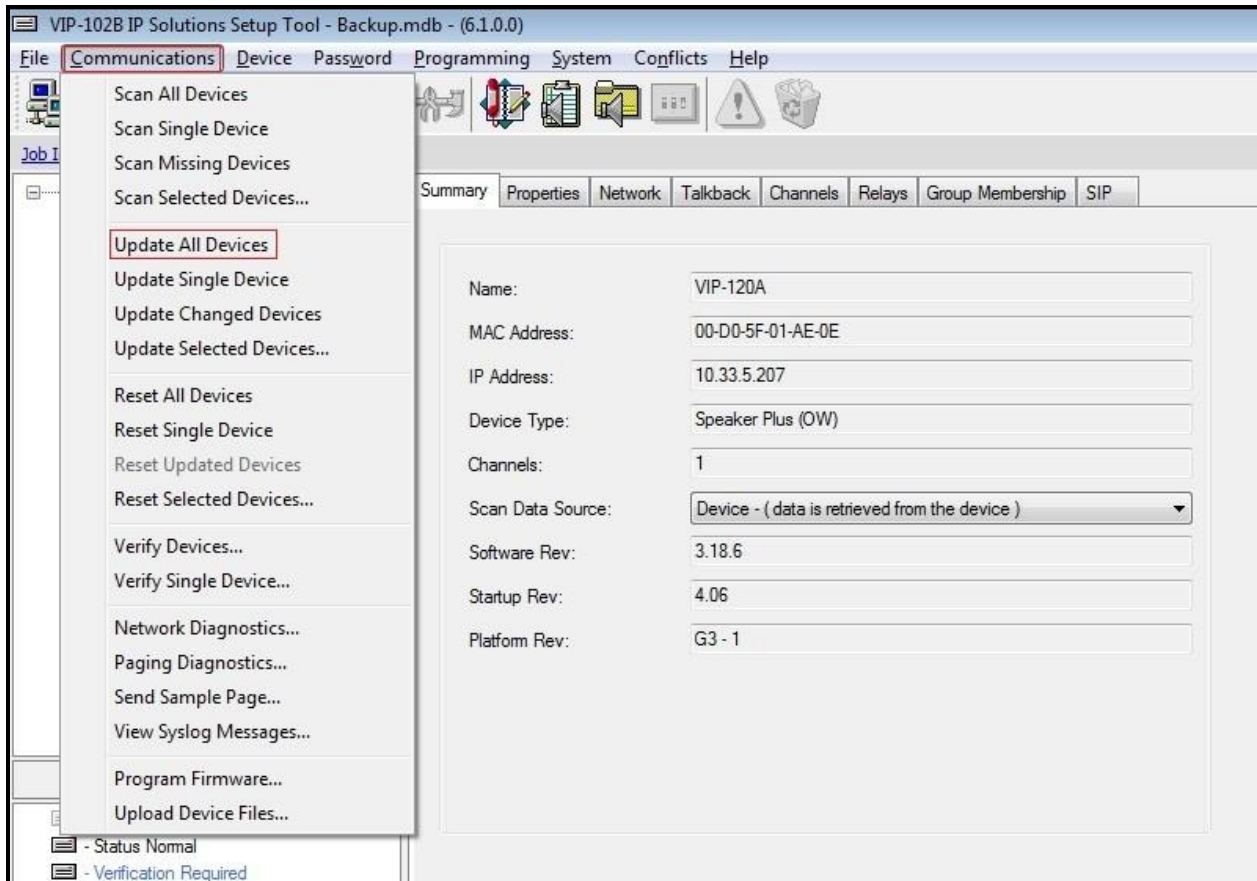 VIP-102B IP Solutions Setup Tool - Backup.mdb - (6.1.0.0)
File Communications Device Password Programming System Conflicts Help
Job I
Scan All Devices
Scan Single Device
Scan Missing Devices
Scan Selected Devices...
Update All Devices
Update Single Device
Update Changed Devices
Update Selected Devices...
Reset All Devices
Reset Single Device
Reset Updated Devices
Reset Selected Devices...
Verify Devices...
Verify Single Device...
Network Diagnostics...
Paging Diagnostics...
Send Sample Page...
View Syslog Messages...
Program Firmware...
Upload Device Files...
- Status Normal
- Verification Required
Summary Properties Network Talkback Channels Relays Group Membership SIP
Name: VIP-120A
MAC Address: 00-D0-5F-01-AE-0E
IP Address: 10.33.5.207
Device Type: Speaker Plus (OW)
Channels: 1
Scan Data Source: Device - ( data is retrieved from the device )
Software Rev: 3.18.6
Startup Rev: 4.06
Platform Rev: G3 - 1